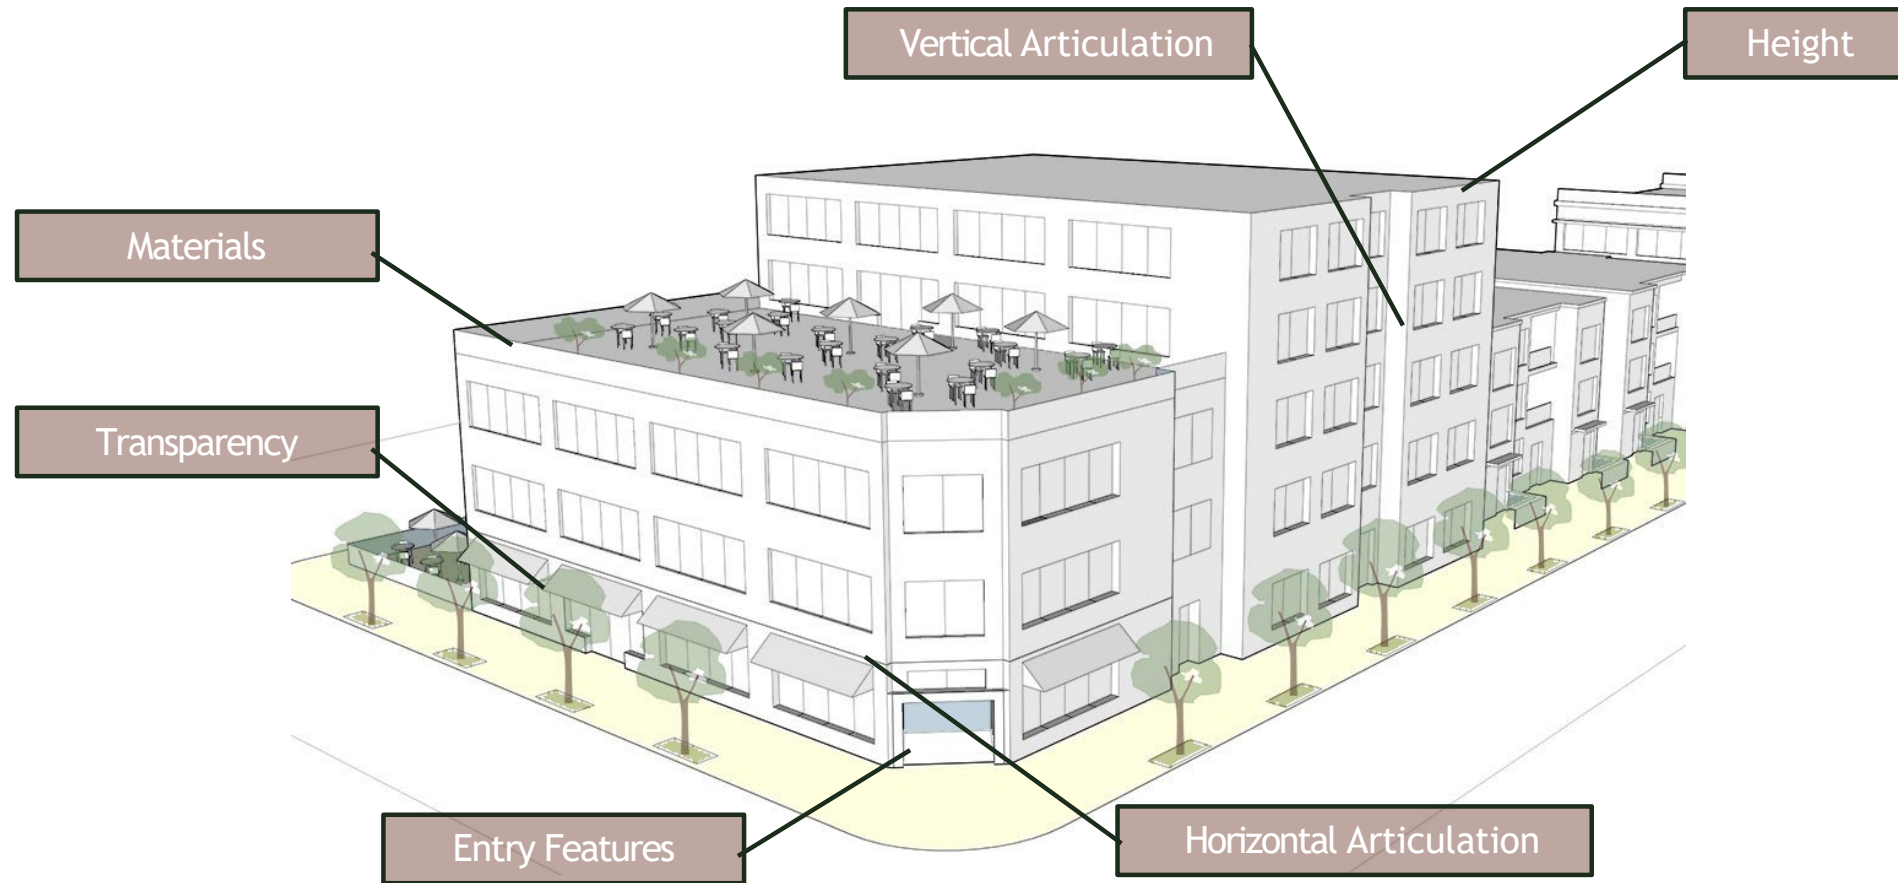 Vertical Articulation
Height
Materials
Transparency
Entry Features
Horizontal Articulation